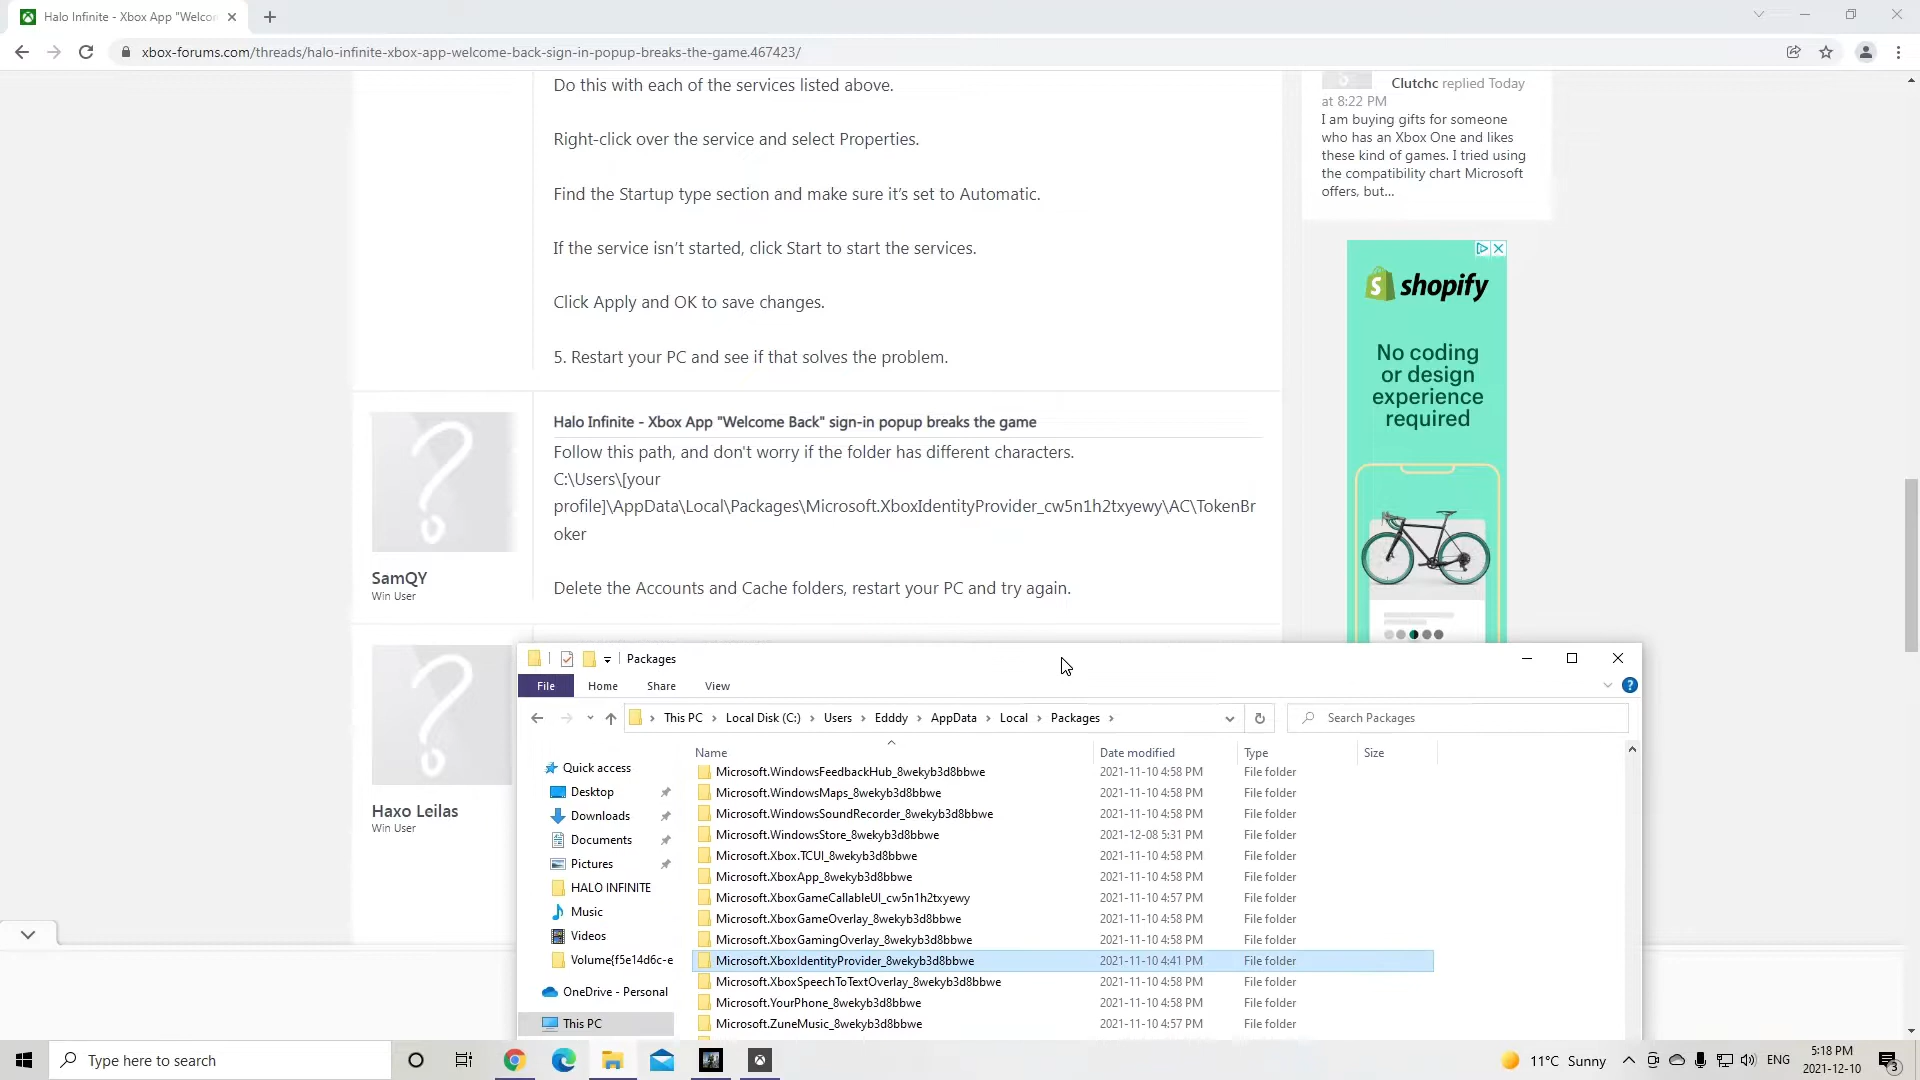 Halo Infinite - Xbox App "Welcom
xbox-forums.com/threads/halo-infinite-xbox-app-welcome-back-sign-in-popup-breaks-the-game.467423/
Do this with each of the services listed above.
Right-click over the service and select Properties.
Find the Startup type section and make sure it’s set to Automatic.
If the service isn’t started, click Start to start the services.
Click Apply and OK to save changes.
5. Restart your PC and see if that solves the problem.
Clutchc replied Today
at 8:22 PM
I am buying gifts for someone
who has an Xbox One and likes
these kind of games. I tried using
the compatibility chart Microsoft
offers, but...
shopify
No coding
or design
experience
required
Halo Infinite - Xbox App "Welcome Back" sign-in popup breaks the game
Follow this path, and don't worry if the folder has different characters.
C:\Users\[your
profile]\AppData\Local\Packages\Microsoft.XboxIdentityProvider_cw5n1h2txyewy\AC\TokenBr
oker
Delete the Accounts and Cache folders, restart your PC and try again.
SamQY
Win User
Haxo Leilas
Win User
Packages
File Home Share View
This PC Local Disk (C:) Users Edddy AppData Local Packages
Search Packages
Name Date modified Type Size
Quick access
Desktop
Downloads
Documents
Pictures
HALO INFINITE
Music
Videos
Volume{f5e14d6c-e
OneDrive - Personal
This PC
Microsoft.WindowsFeedbackHub_8wekyb3d8bbwe 2021-11-10 4:58 PM File folder
Microsoft.WindowsMaps_8wekyb3d8bbwe 2021-11-10 4:58 PM File folder
Microsoft.WindowsSoundRecorder_8wekyb3d8bbwe 2021-11-10 4:58 PM File folder
Microsoft.WindowsStore_8wekyb3d8bbwe 2021-12-08 5:31 PM File folder
Microsoft.Xbox.TCUI_8wekyb3d8bbwe 2021-11-10 4:58 PM File folder
Microsoft.XboxApp_8wekyb3d8bbwe 2021-11-10 4:58 PM File folder
Microsoft.XboxGameCallableUI_cw5n1h2txyewy 2021-11-10 4:57 PM File folder
Microsoft.XboxGameOverlay_8wekyb3d8bbwe 2021-11-10 4:58 PM File folder
Microsoft.XboxGamingOverlay_8wekyb3d8bbwe 2021-11-10 4:58 PM File folder
Microsoft.XboxIdentityProvider_8wekyb3d8bbwe 2021-11-10 4:41 PM File folder
Microsoft.XboxSpeechToTextOverlay_8wekyb3d8bbwe 2021-11-10 4:58 PM File folder
Microsoft.YourPhone_8wekyb3d8bbwe 2021-11-10 4:58 PM File folder
Microsoft.ZuneMusic_8wekyb3d8bbwe 2021-11-10 4:57 PM File folder
Type here to search
11°C Sunny
ENG
5:18 PM
2021-12-10
3